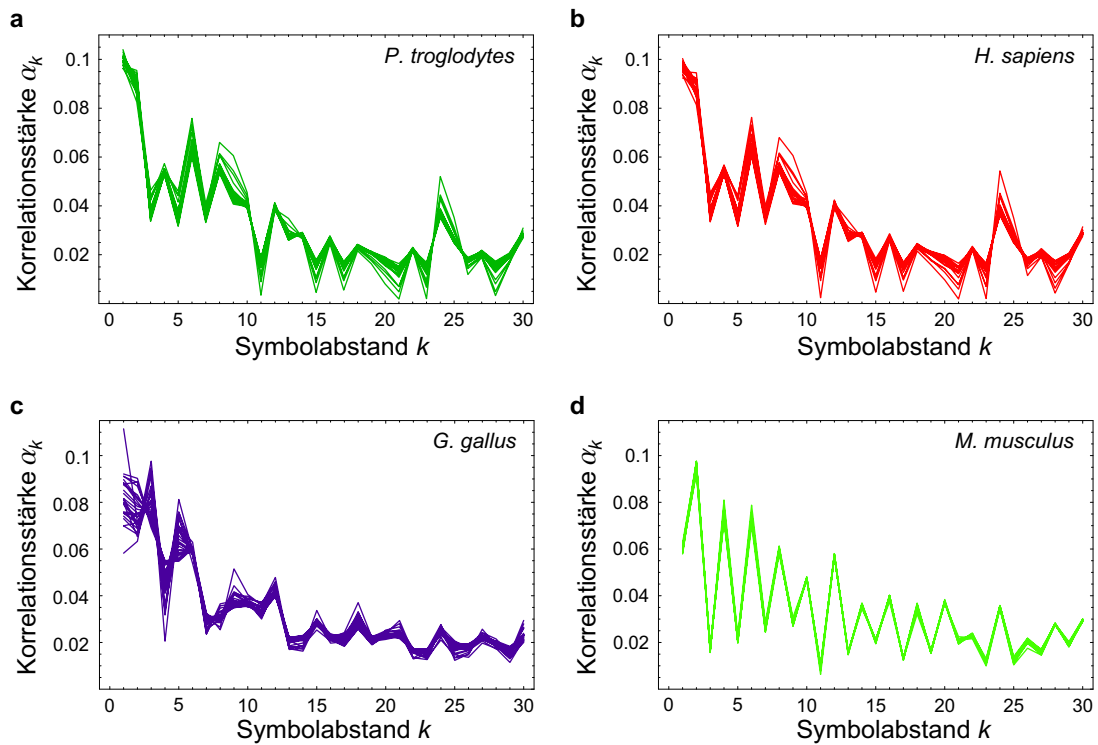 a
P. troglodytes
Korrelationsstärke αk
0.1
0.08
0.06
0.04
0.02
0 5 10 15 20 25 30
Symbolabstand k
b
H. sapiens
Korrelationsstärke αk
0.1
0.08
0.06
0.04
0.02
0 5 10 15 20 25 30
Symbolabstand k
c
G. gallus
Korrelationsstärke αk
0.1
0.08
0.06
0.04
0.02
0 5 10 15 20 25 30
Symbolabstand k
d
M. musculus
Korrelationsstärke αk
0.1
0.08
0.06
0.04
0.02
0 5 10 15 20 25 30
Symbolabstand k